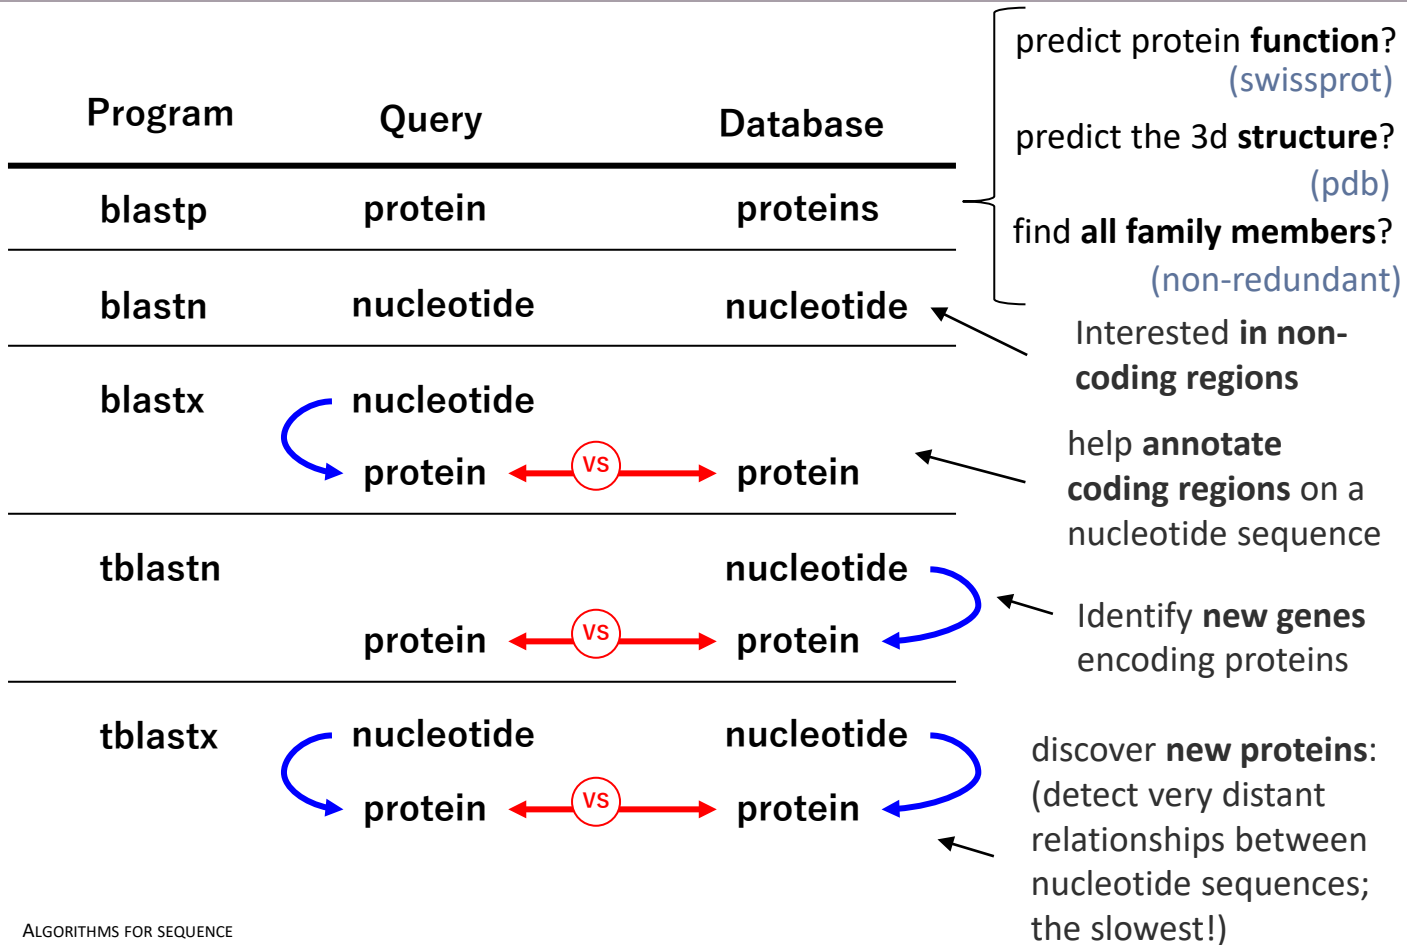 predict protein function?
(swissprot)
Program Query Database
predict the 3d structure?
(pdb)
blastp protein proteins
find all family members?
(non-redundant)
blastn nucleotide nucleotide
Interested in non-
coding regions
blastx nucleotide
protein VS protein
help annotate
coding regions on a
nucleotide sequence
tblastn nucleotide
protein VS protein
Identify new genes
encoding proteins
tblastx nucleotide nucleotide
protein VS protein
discover new proteins:
(detect very distant
relationships between
nucleotide sequences;
the slowest!)
ALGORITHMS FOR SEQUENCE